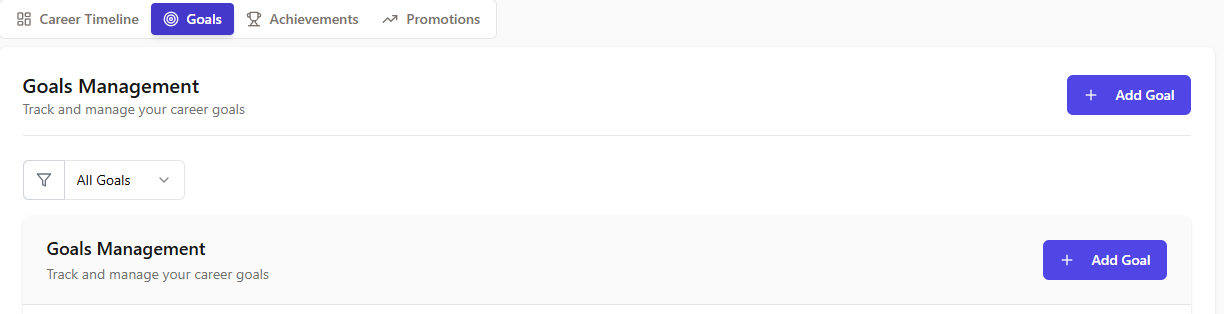 Career Timeline Goals Achievements Promotions
Goals Management
Track and manage your career goals
Add Goal
All Goals
Goals Management
Track and manage your career goals
Add Goal